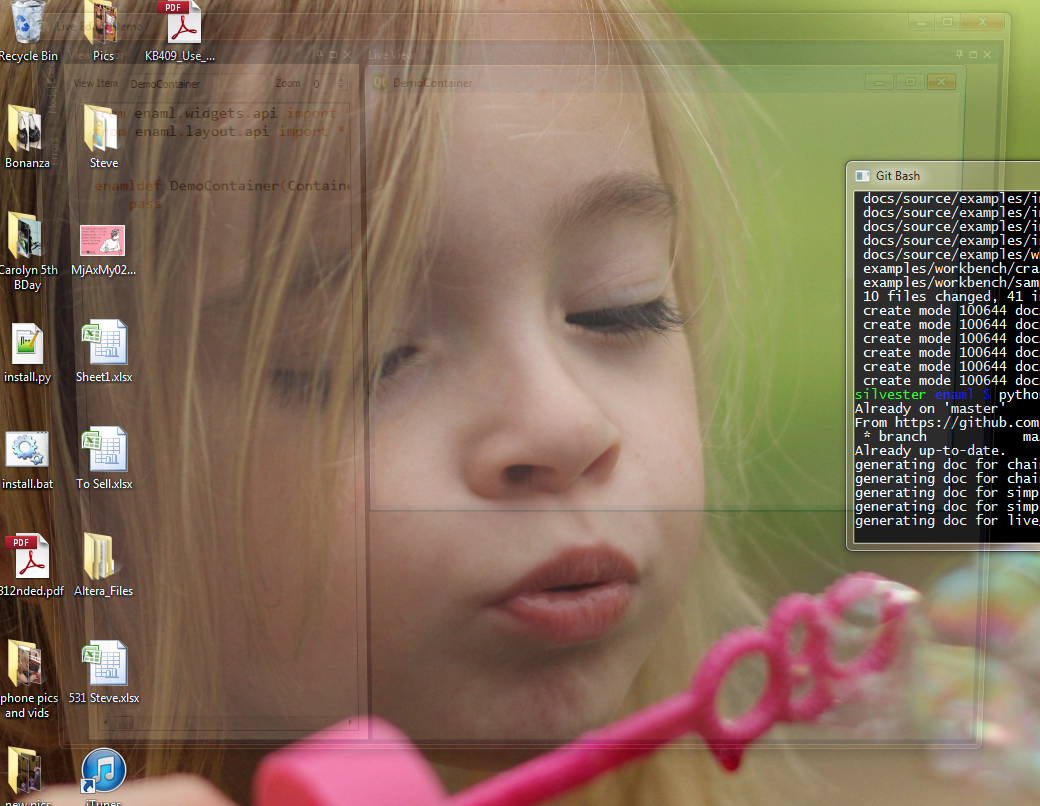 Live Editor Demo
Recycle Bin
Pics
KB409_Use_...
Live View
View Item
DemoContainer
Zoom
0
DemoContainer
from enaml.widgets.api import
from enaml.layout.api import *
enamldef DemoContainer(Containe
pass
Bonanza
Steve
Carolyn 5th
BDay
MjAxMy02...
install.py
Sheet1.xlsx
install.bat
To Sell.xlsx
PDF
PDF
812nded.pdf
Altera_Files
phone pics
and vids
531 Steve.xlsx
new pics
iTunes
Git Bash
docs/source/examples/i
docs/source/examples/i
docs/source/examples/i
docs/source/examples/i
docs/source/examples/w
examples/workbench/cra
examples/workbench/sam
10 files changed, 41 i
create mode 100644 doc
create mode 100644 doc
create mode 100644 doc
create mode 100644 doc
create mode 100644 doc
create mode 100644 doc
silvester enaml 5 pytho
Already on 'master'
From https://github.com
* branch ma
Already up-to-date.
generating doc for chai
generating doc for chai
generating doc for simp
generating doc for simp
generating doc for live